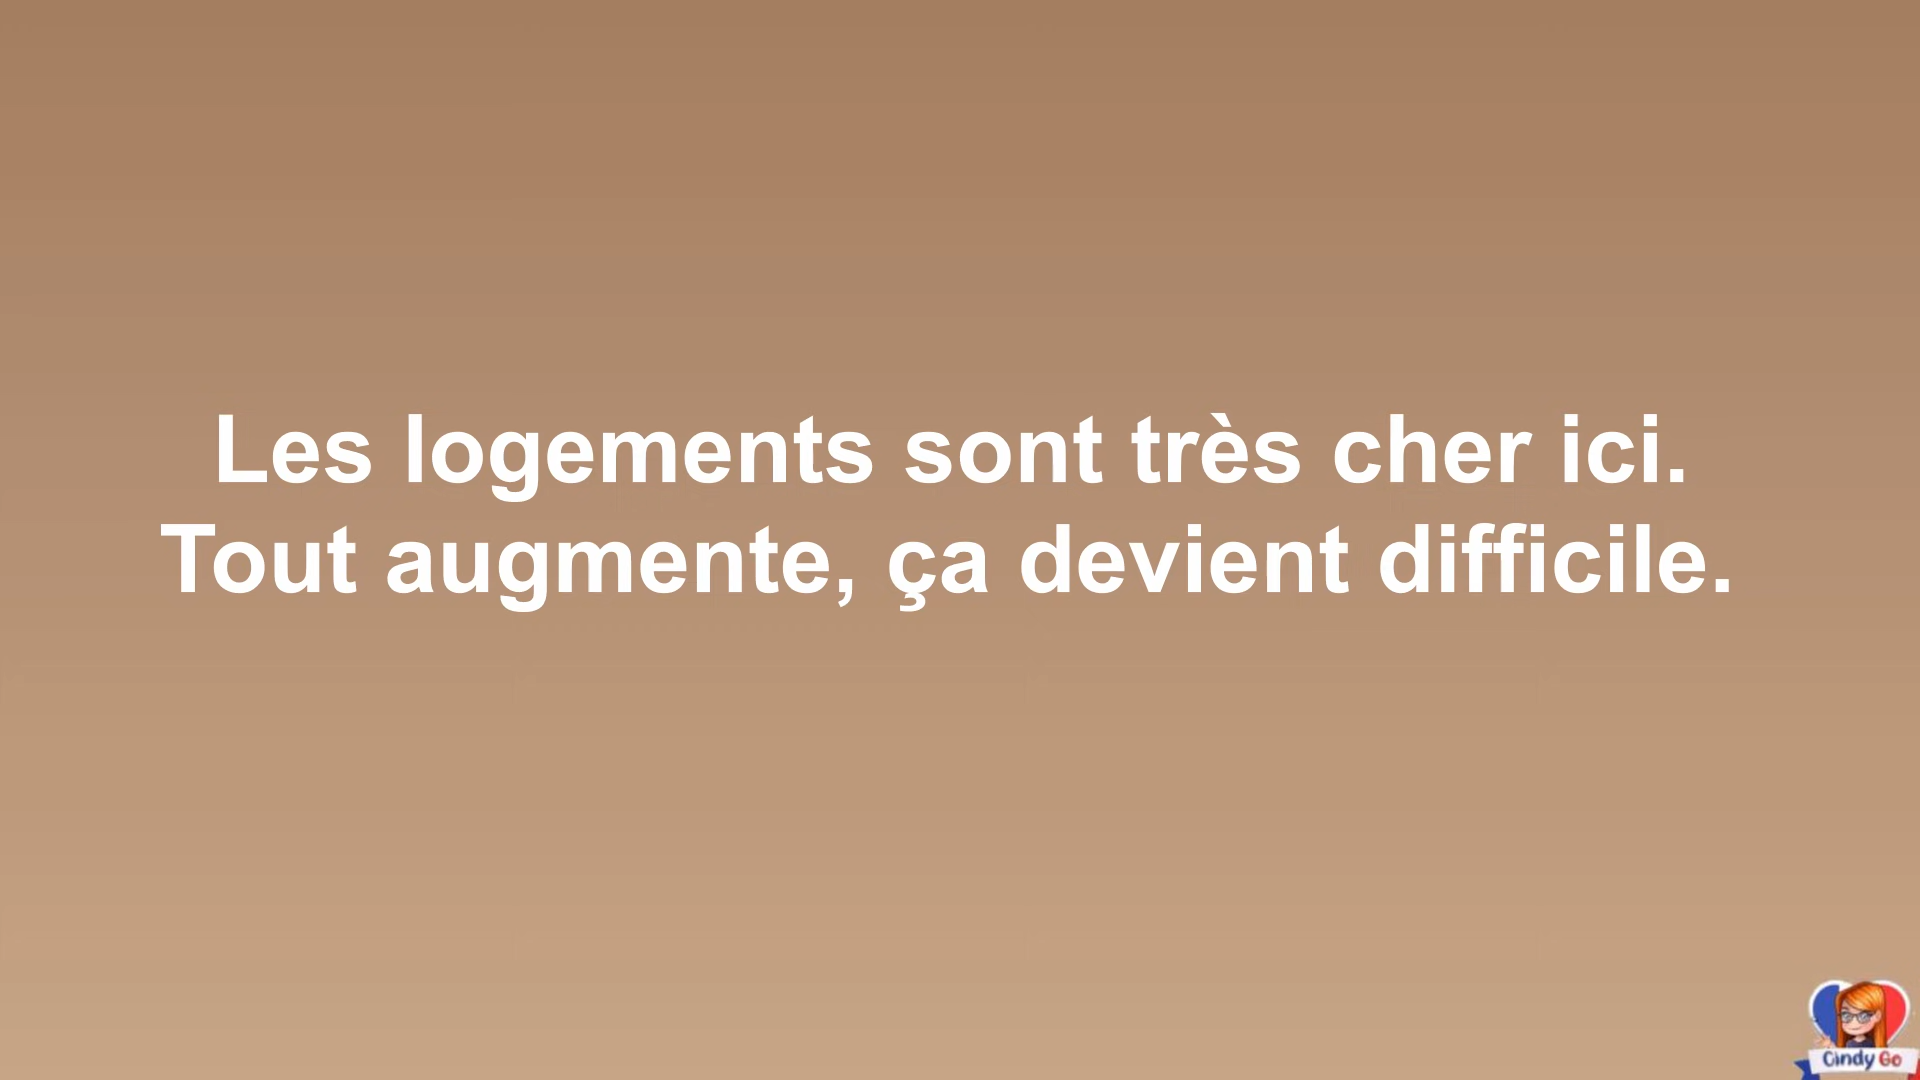 Les logements sont très cher ici.
Tout augmente, ça devient difficile.
Cindy Go